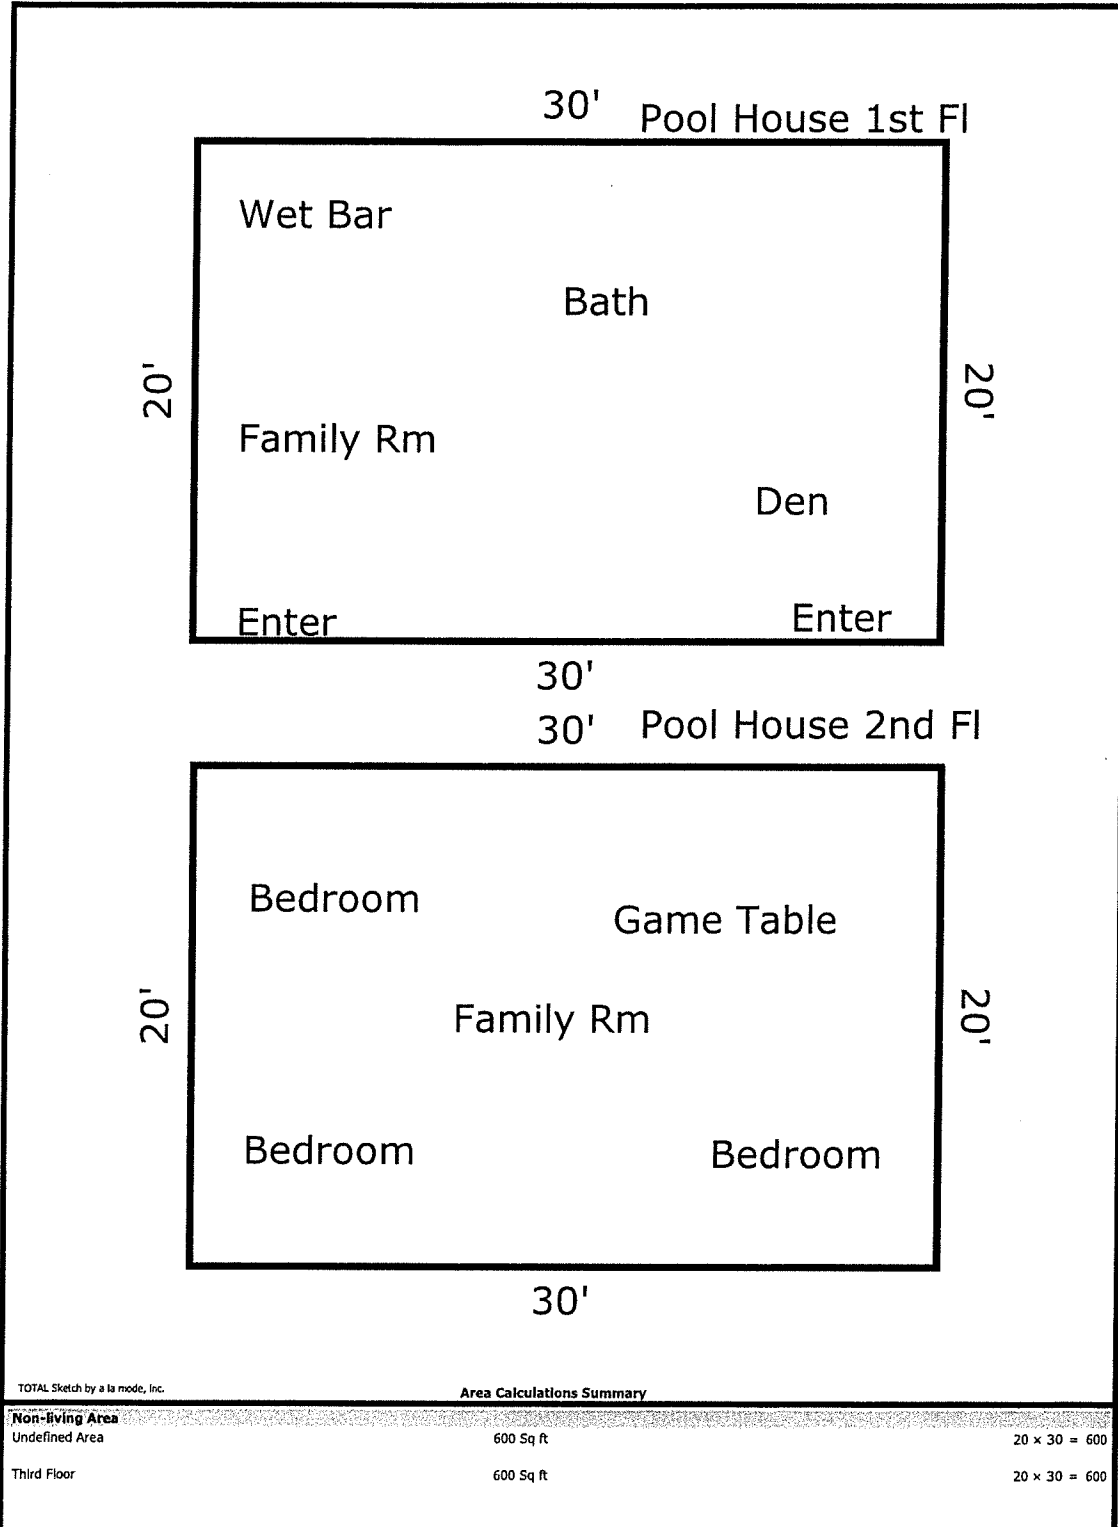 30' Pool House 1st Fl
Wet Bar
Bath
20'
20'
Family Rm
Den
Enter
Enter
30'
30' Pool House 2nd Fl
Bedroom
Game Table
20'
Family Rm
20'
Bedroom
Bedroom
30'
TOTAL Sketch by a la mode, inc.
Area Calculations Summary
Non-living Area
Undefined Area 600 Sq ft 20 × 30 = 600
Third Floor 600 Sq ft 20 × 30 = 600